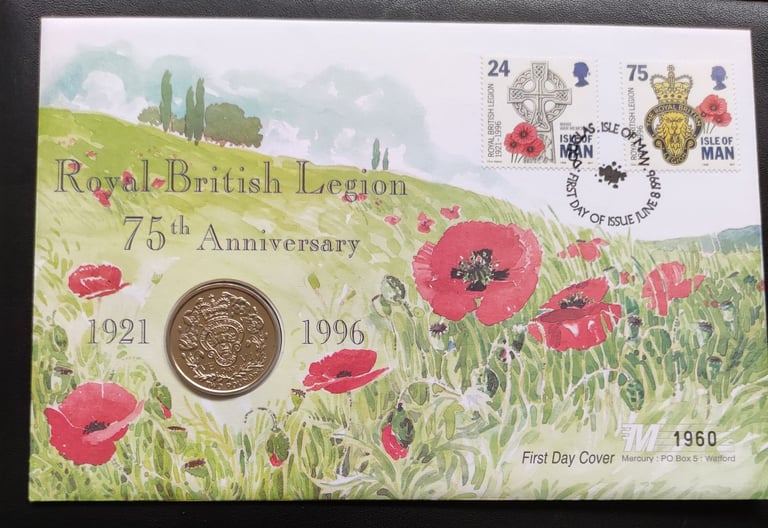 24
ROYAL BRITISH LEGION
1921-1996
ISLE OF
MAN
75
ROYAL BRITISH LEGION
ISLE OF
MAN
ISLE OF MAN
FIRST DAY OF ISSUE JUNE 8 1996
Royal British Legion
75th Anniversary
1921
1996
M 1960
First Day Cover
Mercury : PO Box 5 : Watford